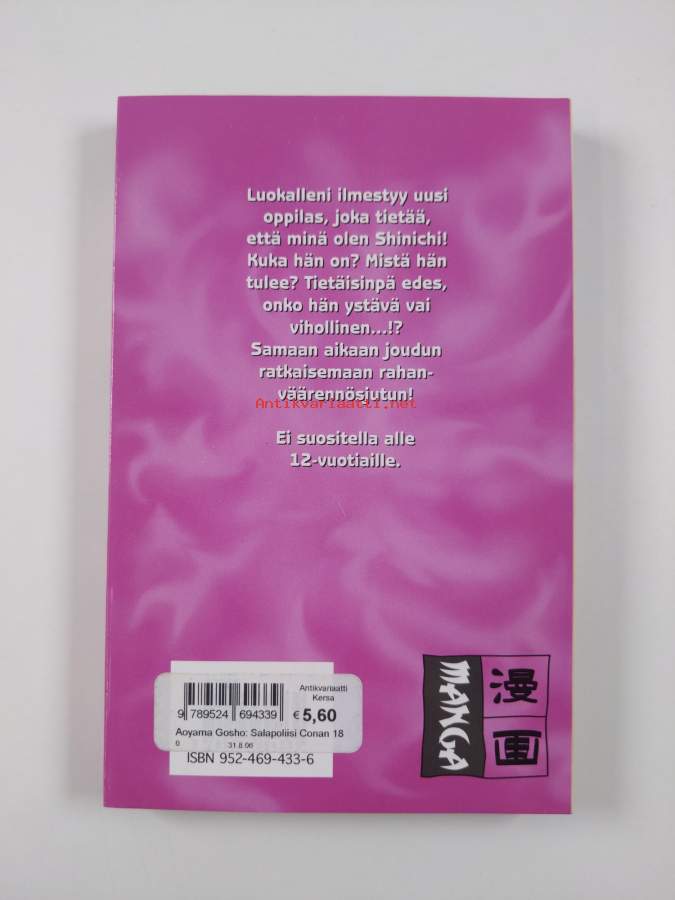 Luokalleni ilmestyy uusi
oppilas, joka tietää,
että minä olen Shinichi!
Kuka hän on? Mistä hän
tulee? Tietäisinpä edes,
onko hän ystävä vai
vihollinen...!?
Samaan aikaan joudun
ratkaisemaan rahan-
väärennösjutun!
Antikvariaatti.net
Ei suositella alle
12-vuotiaille.
Antikvariaatti
Kersa
9 789524 694339 € 5,60
Aoyama Gosho: Salapoliisi Conan 18
0 31.8.06
ISBN 952-469-433-6
MANGA
漫
画